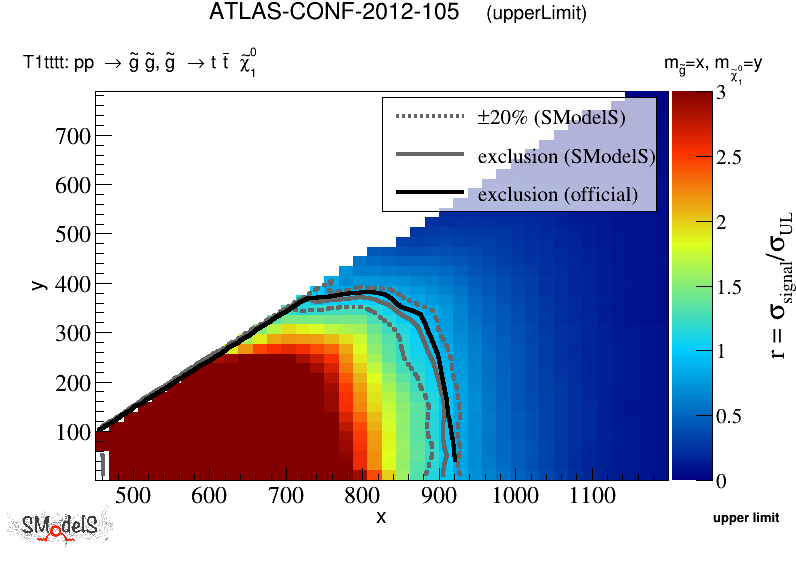 ATLAS-CONF-2012-105 (upperLimit)
T1tttt: pp → g̃ g̃, g̃ → t t̄ χ̃₁⁰
m_g̃=x, m_χ̃₁⁰=y
±20% (SModelS)
exclusion (SModelS)
exclusion (official)
y
700
600
500
400
300
200
100
500 600 700 800 900 1000 1100
x
3
2.5
2
1.5
1
0.5
0
r = σ_signal/σ_UL
SModelS
upper limit